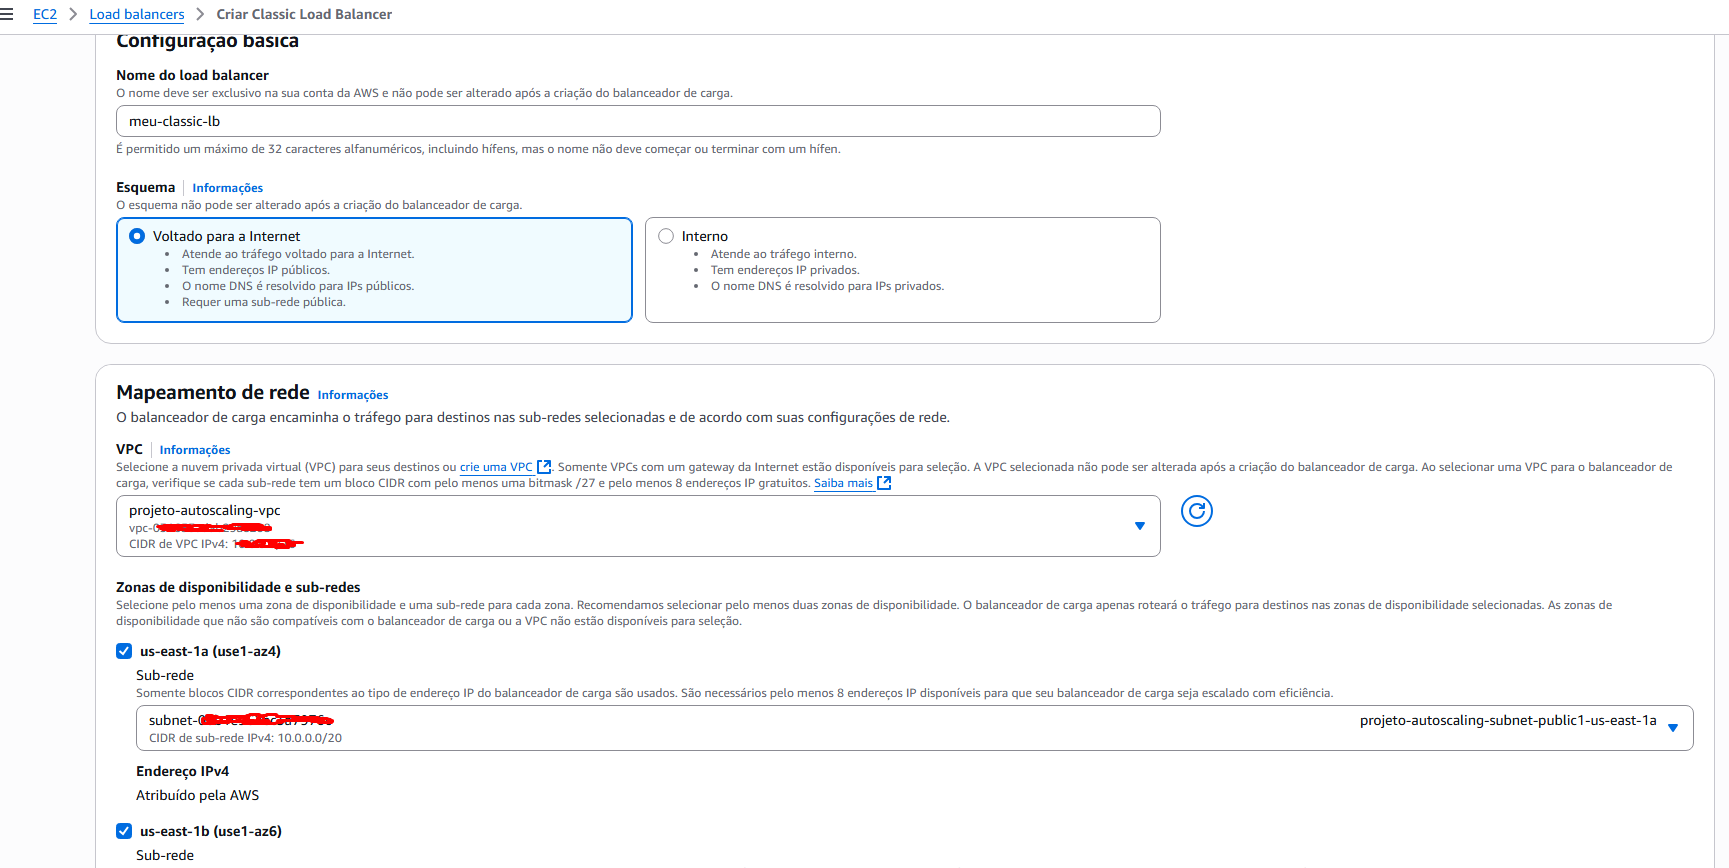 EC2 > Load balancers > Criar Classic Load Balancer
Configuração básica
Nome do load balancer
O nome deve ser exclusivo na sua conta da AWS e não pode ser alterado após a criação do balanceador de carga.
meu-classic-lb
É permitido um máximo de 32 caracteres alfanuméricos, incluindo hífens, mas o nome não deve começar ou terminar com um hífen.
Esquema | Informações
O esquema não pode ser alterado após a criação do balanceador de carga.
Voltado para a Internet
• Atende ao tráfego voltado para a Internet.
• Tem endereços IP públicos.
• O nome DNS é resolvido para IPs públicos.
• Requer uma sub-rede pública.
Interno
• Atende ao tráfego interno.
• Tem endereços IP privados.
• O nome DNS é resolvido para IPs privados.
Mapeamento de rede Informações
O balanceador de carga encaminha o tráfego para destinos nas sub-redes selecionadas e de acordo com suas configurações de rede.
VPC | Informações
Selecione a nuvem privada virtual (VPC) para seus destinos ou crie uma VPC. Somente VPCs com um gateway da Internet estão disponíveis para seleção. A VPC selecionada não pode ser alterada após a criação do balanceador de carga. Ao selecionar uma VPC para o balanceador de
carga, verifique se cada sub-rede tem um bloco CIDR com pelo menos uma bitmask /27 e pelo menos 8 endereços IP gratuitos. Saiba mais
projeto-autoscaling-vpc
vpc-
CIDR de VPC IPv4:
Zonas de disponibilidade e sub-redes
Selecione pelo menos uma zona de disponibilidade e uma sub-rede para cada zona. Recomendamos selecionar pelo menos duas zonas de disponibilidade. O balanceador de carga apenas roteará o tráfego para destinos nas zonas de disponibilidade selecionadas. As zonas de
disponibilidade que não são compatíveis com o balanceador de carga ou a VPC não estão disponíveis para seleção.
us-east-1a (use1-az4)
Sub-rede
Somente blocos CIDR correspondentes ao tipo de endereço IP do balanceador de carga são usados. São necessários pelo menos 8 endereços IP disponíveis para que seu balanceador de carga seja escalado com eficiência.
subnet- projeto-autoscaling-subnet-public1-us-east-1a
CIDR de sub-rede IPv4: 10.0.0.0/20
Endereço IPv4
Atribuído pela AWS
us-east-1b (use1-az6)
Sub-rede